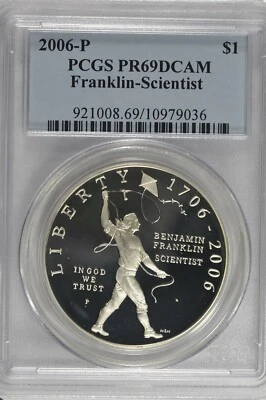 2006-P $1
PCGS PR69DCAM
Franklin-Scientist
921008.69/10979036
LIBERTY 1706-2006
BENJAMIN
FRANKLIN
SCIENTIST
IN GOD
WE
TRUST
P